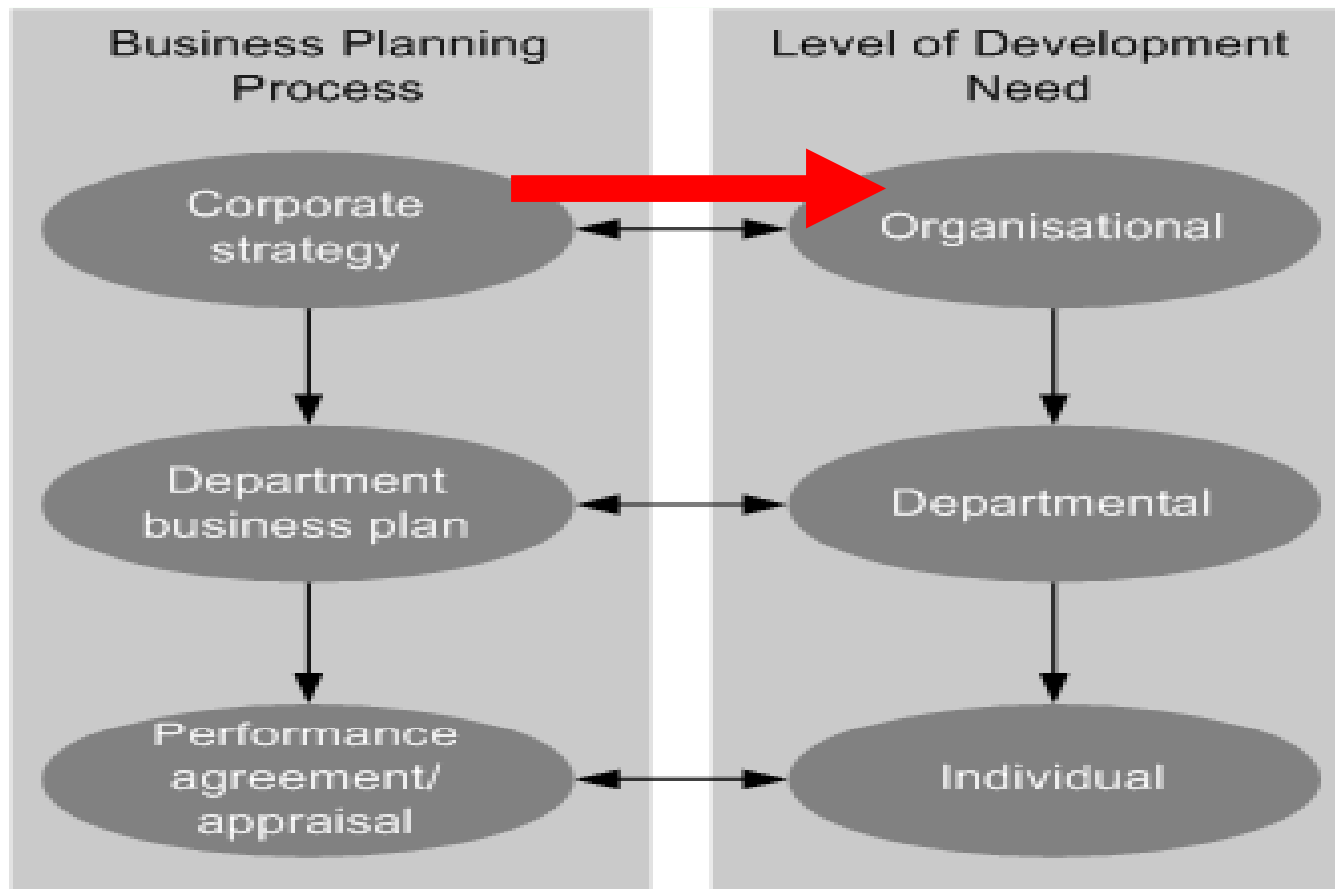 Business Planning
Process
Corporate
strategy
Department
business plan
Performance
agreement/
appraisal
Level of Development
Need
Organisational
Departmental
Individual